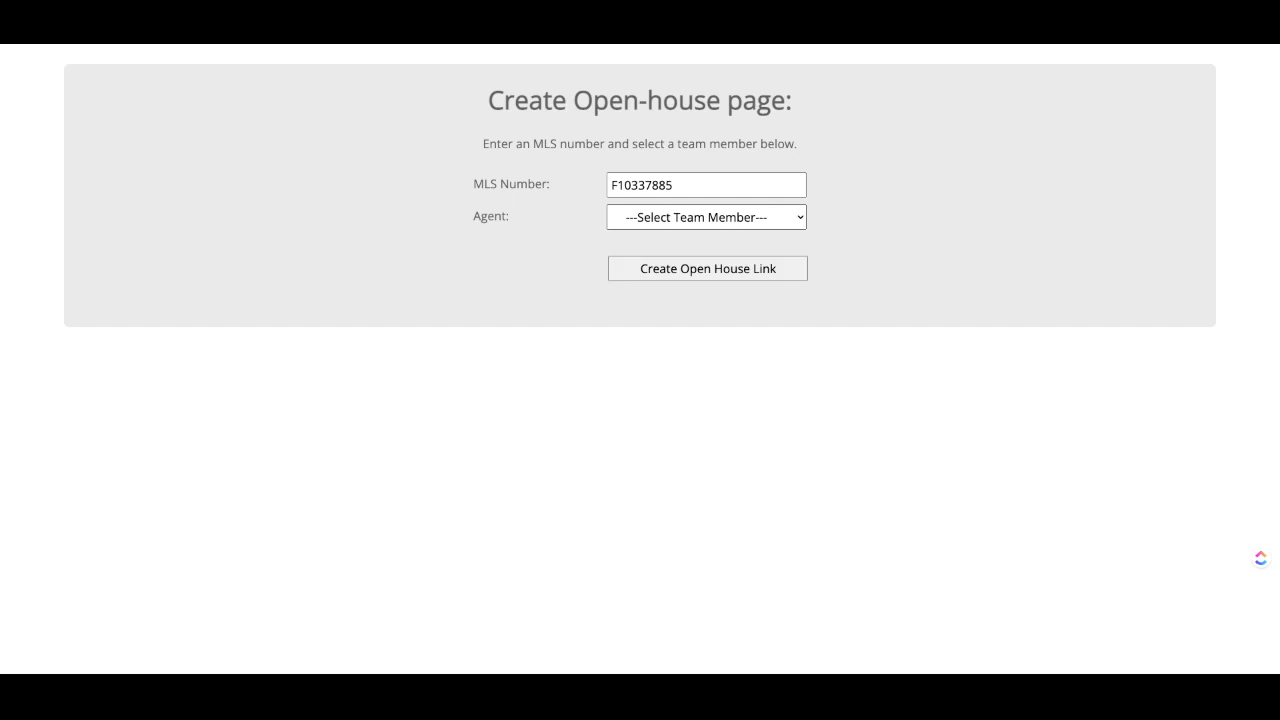 Create Open-house page:
Enter an MLS number and select a team member below.
MLS Number: F10337885
Agent: ---Select Team Member---
Create Open House Link